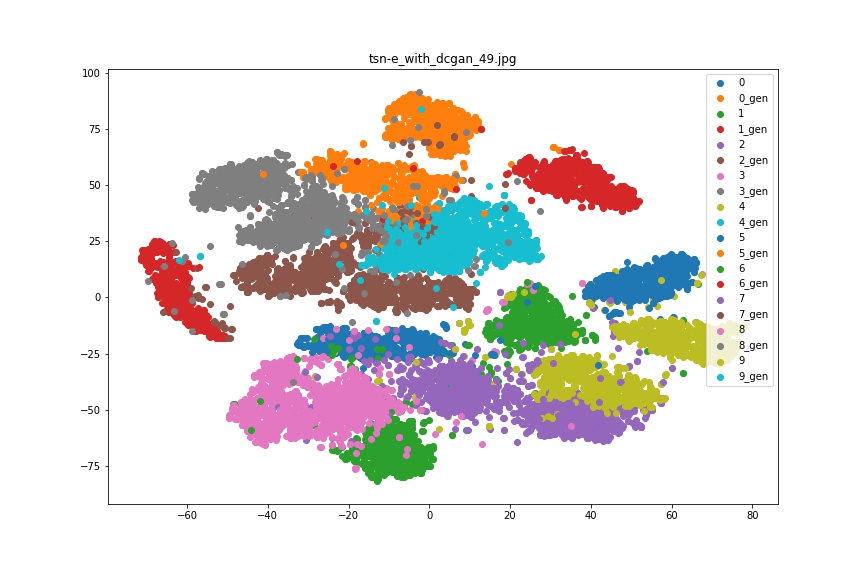 tsn-e_with_dcgan_49.jpg
100
75
50
25
0
−25
−50
−75
−60
−40
−20
0
20
40
60
80
0
0_gen
1
1_gen
2
2_gen
3
3_gen
4
4_gen
5
5_gen
6
6_gen
7
7_gen
8
8_gen
9
9_gen